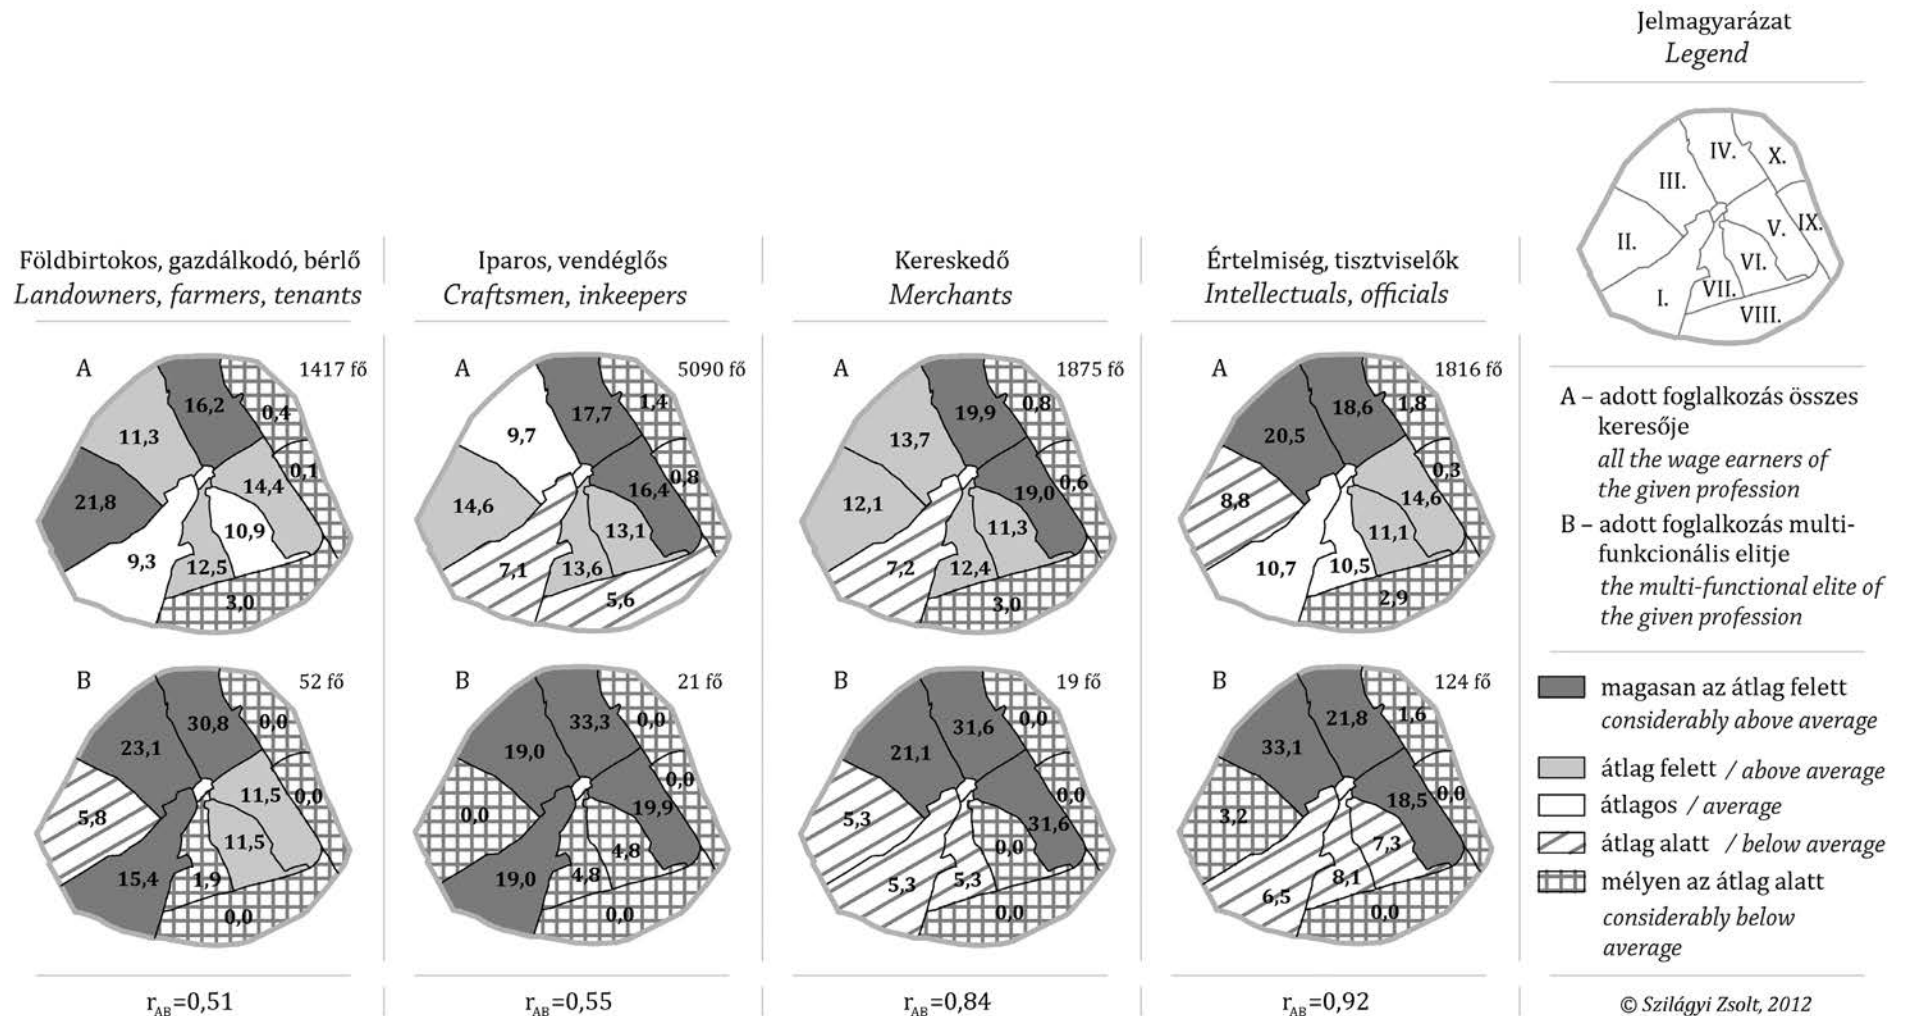 Jelmagyarázat
Legend
IV.
X.
III.
V.
IX.
II.
VI.
VII.
I.
VIII.
Földbirtokos, gazdálkodó, bérlő
Landowners, farmers, tenants
A
1417 fő
16,2
0,4
11,3
0,1
14,4
21,8
10,9
9,3
12,5
3,0
B
52 fő
30,8
0,0
23,1
11,5
0,0
5,8
11,5
15,4
1,9
0,0
rAB=0,51
Iparos, vendéglős
Craftsmen, inkeepers
A
5090 fő
1,4
17,7
9,7
0,8
16,4
14,6
13,1
7,1
13,6
5,6
B
21 fő
33,3
0,0
19,0
0,0
19,9
0,0
4,8
19,0
4,8
0,0
rAB=0,55
Kereskedő
Merchants
A
1875 fő
0,8
19,9
13,7
0,6
19,0
12,1
11,3
7,2
12,4
3,0
B
19 fő
31,6
0,0
21,1
0,0
5,3
31,6
0,0
5,3
5,3
0,0
rAB=0,84
Értelmiség, tisztviselők
Intellectuals, officials
A
1816 fő
18,6
1,8
20,5
0,3
8,8
14,6
11,1
10,7
10,5
2,9
B
124 fő
21,8
1,6
33,1
0,0
18,5
3,2
7,3
8,1
6,5
0,0
rAB=0,92
A – adott foglalkozás összes
keresője
all the wage earners of
the given profession
B – adott foglalkozás multi-
funkcionális elitje
the multi-functional elite of
the given profession
magasan az átlag felett
considerably above average
átlag felett / above average
átlagos / average
átlag alatt / below average
mélyen az átlag alatt
considerably below
average
© Szilágyi Zsolt, 2012